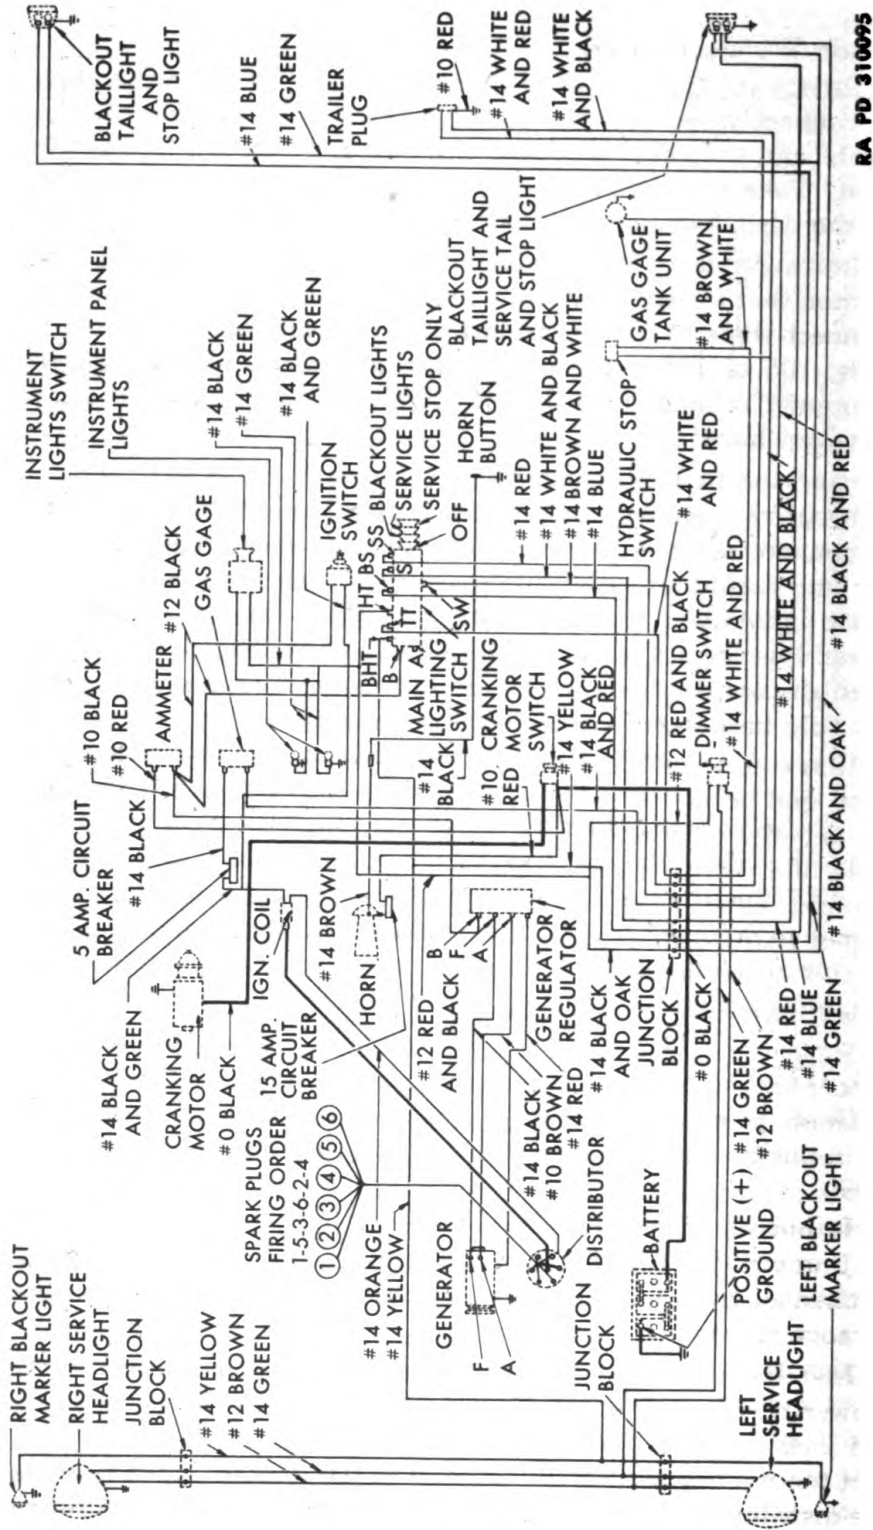 BLACKOUT
TAILLIGHT
AND
STOP LIGHT
#14 BLUE
#14 GREEN
TRAILER
PLUG
#10 RED
#14 WHITE
AND RED
#14 WHITE
AND BLACK
RA PD 310095
INSTRUMENT
LIGHTS SWITCH
INSTRUMENT PANEL
LIGHTS
#14 BLACK
#14 GREEN
#14 BLACK
AND GREEN
BLACKOUT
TAILLIGHT AND
SERVICE TAIL
AND STOP LIGHT
GAS GAGE
TANK UNIT
#14 BROWN
AND WHITE
#12 BLACK
GAS GAGE
IGNITION
SWITCH
BLACKOUT LIGHTS
SERVICE LIGHTS
SERVICE STOP ONLY
OFF
HORN
BUTTON
BHT
HT
BS
SS
B
TT
S
A
SW
#14 RED
#14 WHITE AND BLACK
#14 BROWN AND WHITE
#14 BLUE
HYDRAULIC STOP
SWITCH
#14 WHITE
AND RED
#10 BLACK
#10 RED
AMMETER
MAIN
LIGHTING
SWITCH
#14
BLACK
#10
RED
CRANKING
MOTOR
SWITCH
#14 YELLOW
#14 BLACK
AND RED
#12 RED AND BLACK
DIMMER SWITCH
#14 WHITE AND RED
#14 WHITE AND BLACK
#14 BLACK AND OAK
#14 BLACK AND RED
5 AMP. CIRCUIT
BREAKER
#14 BLACK
#14 BLACK
AND GREEN
CRANKING
MOTOR
#0 BLACK
IGN. COIL
15 AMP.
CIRCUIT
BREAKER
#14 BROWN
HORN
#12 RED
AND BLACK
B
F
A
GENERATOR
REGULATOR
#14 BLACK
AND OAK
JUNCTION
BLOCK
#0 BLACK
#14 GREEN
#12 BROWN
#14 RED
#14 BLUE
#14 GREEN
SPARK PLUGS
FIRING ORDER
1-5-3-6-2-4
1 2 3 4 5 6
#14 ORANGE
#14 YELLOW
GENERATOR
F
A
#14 BLACK
#10 BROWN
#14 RED
DISTRIBUTOR
BATTERY
POSITIVE (+)
GROUND
RIGHT BLACKOUT
MARKER LIGHT
RIGHT SERVICE
HEADLIGHT
JUNCTION
BLOCK
#14 YELLOW
#12 BROWN
#14 GREEN
JUNCTION
BLOCK
LEFT
SERVICE
HEADLIGHT
LEFT BLACKOUT
MARKER LIGHT